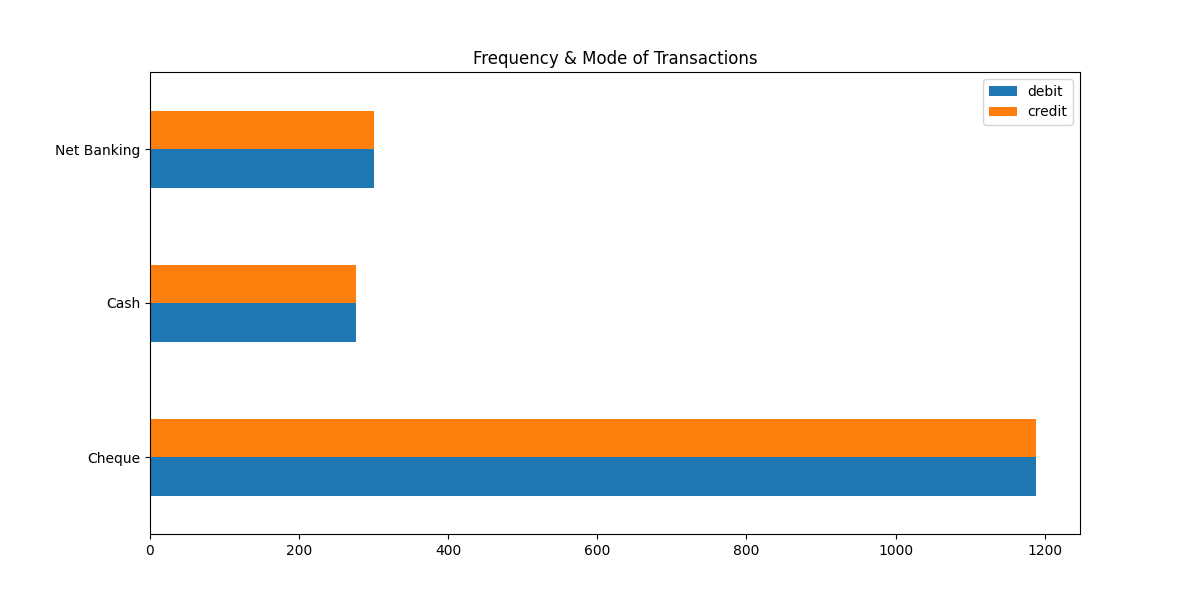 Frequency & Mode of Transactions
debit
credit
Net Banking
Cash
Cheque
0 200 400 600 800 1000 1200